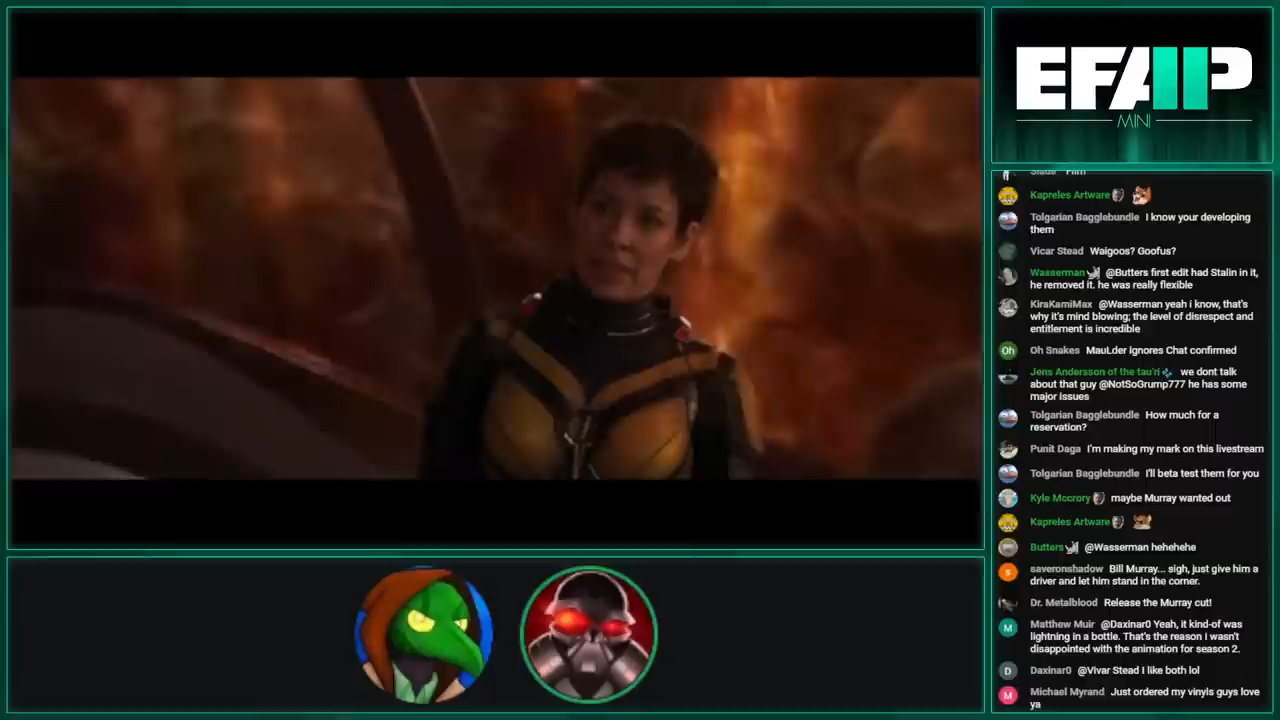 EFAP
MINI
Slada Film
Kapreles Artware
Tolgarian Bagglebundle I know your developing
them
Vicar Stead Waigoos? Goofus?
Wasserman @Butters first edit had Stalin in it,
he removed it. he was really flexible
KiraKamiMax @Wasserman yeah i know, that's
why it's mind blowing; the level of disrespect and
entitlement is incredible
Oh Oh Snakes MauLder ignores Chat confirmed
Jens Andersson of the tau'ri we dont talk
about that guy @NotSoGrump777 he has some
major issues
Tolgarian Bagglebundle How much for a
reservation?
Punit Daga I'm making my mark on this livestream
Tolgarian Bagglebundle I'll beta test them for you
Kyle Mccrory maybe Murray wanted out
Kapreles Artware
Butters @Wasserman hehehehe
S saveronshadow Bill Murray... sigh, just give him a
driver and let him stand in the corner.
Dr. Metalblood Release the Murray cut!
M Matthew Muir @Daxinar0 Yeah, it kind-of was
lightning in a bottle. That's the reason i wasn't
disappointed with the animation for season 2.
D Daxinar0 @Vivar Stead I like both lol
M Michael Myrand Just ordered my vinyls guys love
ya